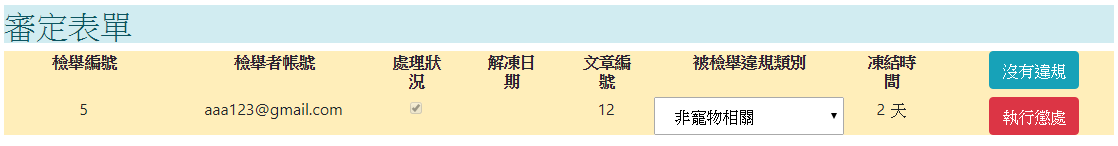 審定表單
檢舉編號 檢舉者帳號 處理狀況 解凍日期 文章編號 被檢舉違規類別 凍結時間 沒有違規
5 aaa123@gmail.com 12 非寵物相關 2 天 執行懲處